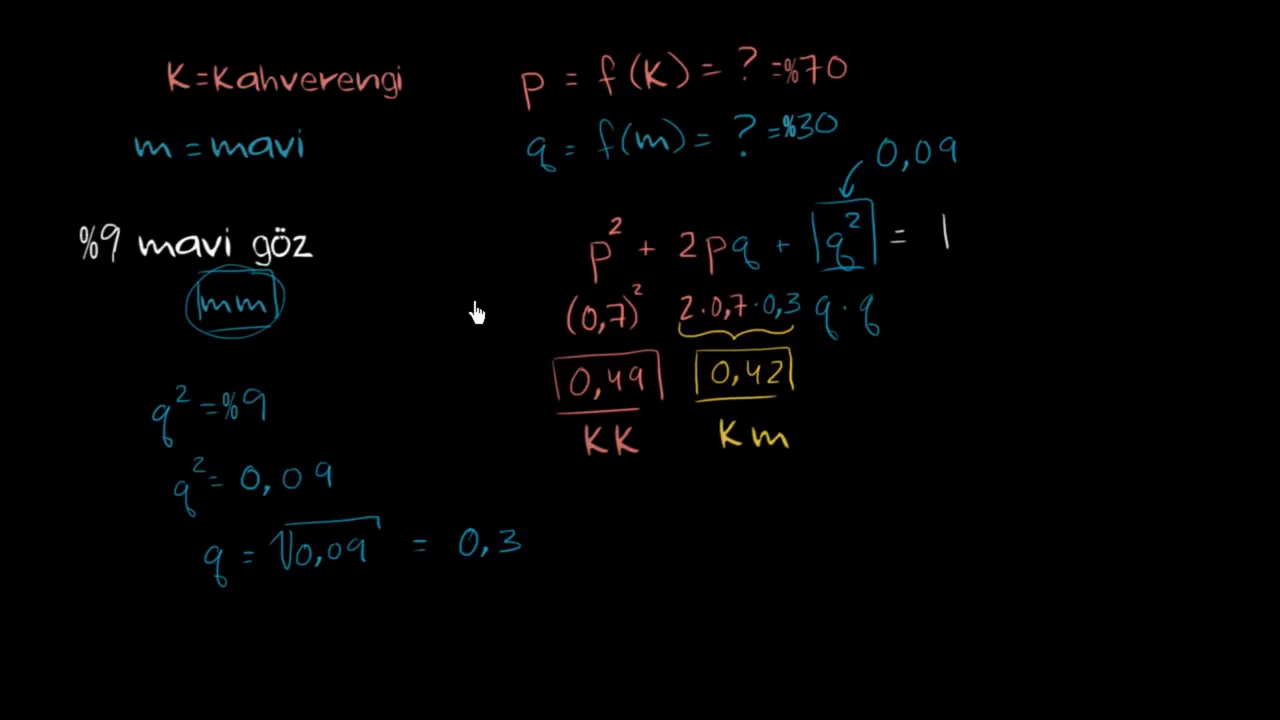 K=Kahverengi
m = mavi
%9 mavi göz
mm
q² = %9
q² = 0,09
q = √0,09 = 0,3
p = f(K) = ? = %70
q = f(m) = ? = %30
0,09
p² + 2pq + q² = 1
(0,7)² 2·0,7·0,3 q·q
0,49 0,42
KK Km